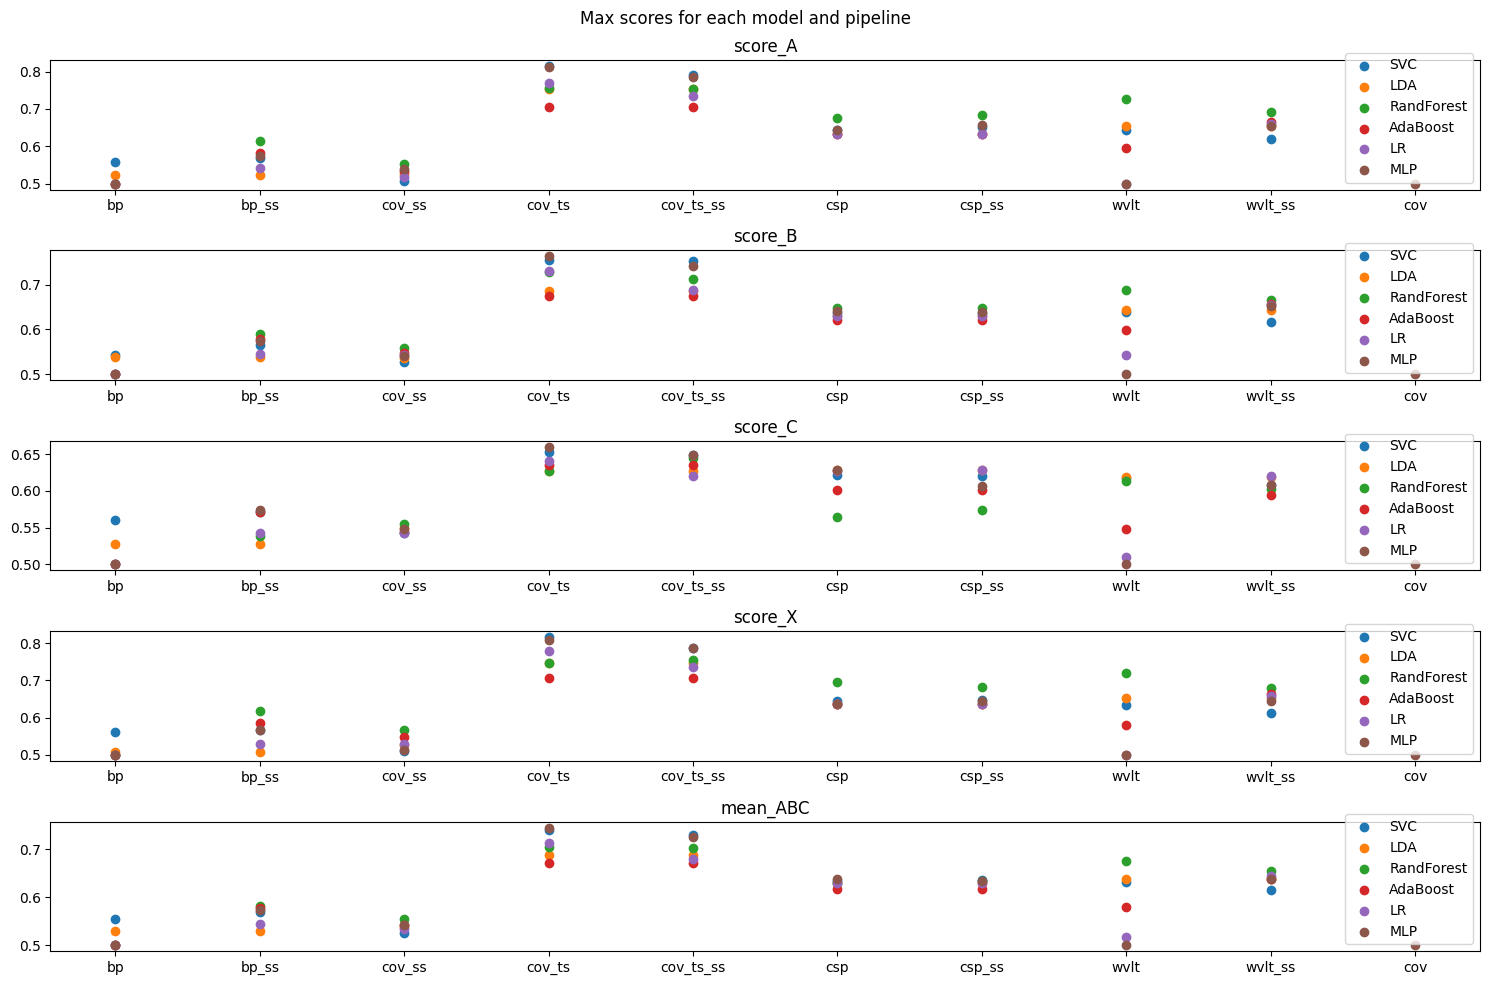 Max scores for each model and pipeline
score_A
0.8
0.7
0.6
0.5
bp bp_ss cov_ss cov_ts cov_ts_ss csp csp_ss wvlt wvlt_ss cov
SVC
LDA
RandForest
AdaBoost
LR
MLP
score_B
0.7
0.6
0.5
bp bp_ss cov_ss cov_ts cov_ts_ss csp csp_ss wvlt wvlt_ss cov
SVC
LDA
RandForest
AdaBoost
LR
MLP
score_C
0.65
0.60
0.55
0.50
bp bp_ss cov_ss cov_ts cov_ts_ss csp csp_ss wvlt wvlt_ss cov
SVC
LDA
RandForest
AdaBoost
LR
MLP
score_X
0.8
0.7
0.6
0.5
bp bp_ss cov_ss cov_ts cov_ts_ss csp csp_ss wvlt wvlt_ss cov
SVC
LDA
RandForest
AdaBoost
LR
MLP
mean_ABC
0.7
0.6
0.5
bp bp_ss cov_ss cov_ts cov_ts_ss csp csp_ss wvlt wvlt_ss cov
SVC
LDA
RandForest
AdaBoost
LR
MLP